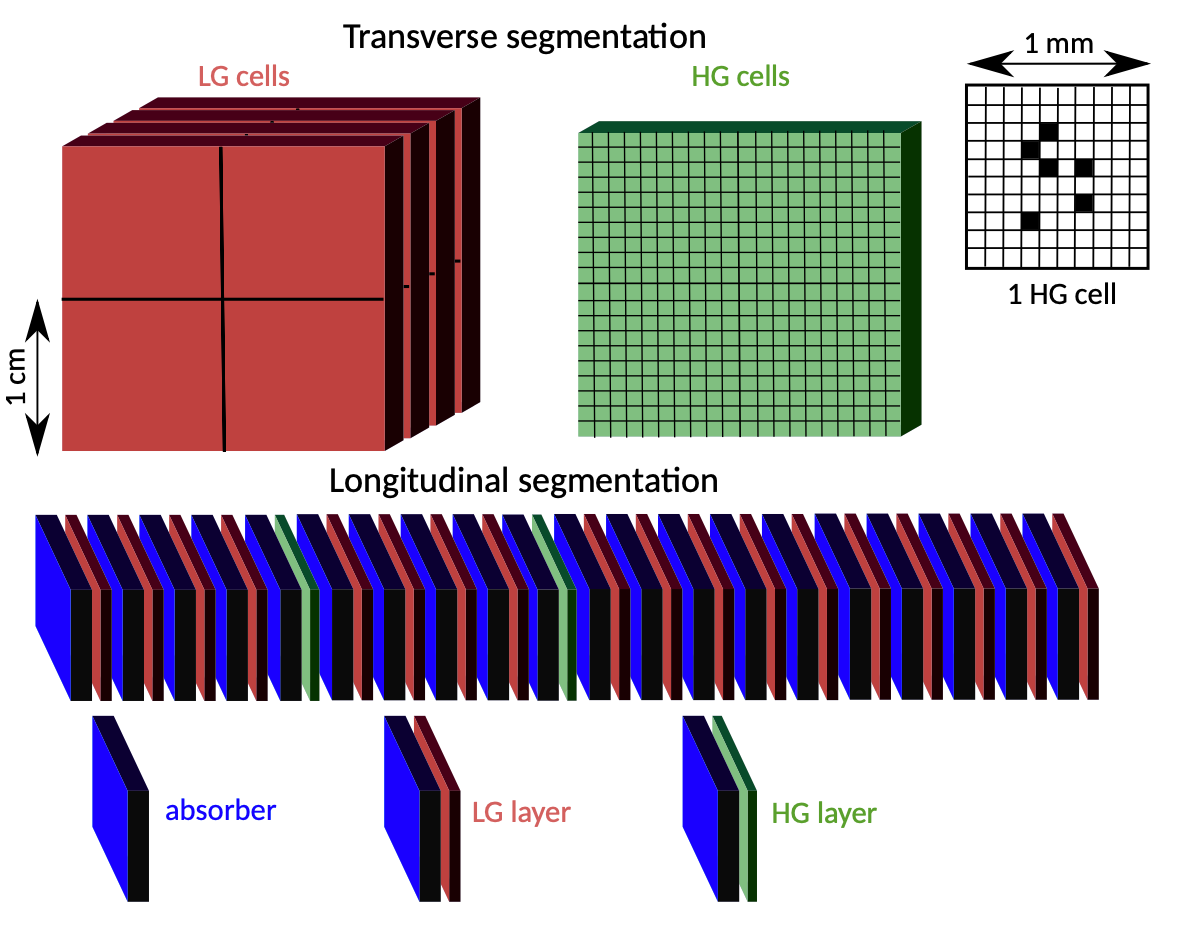 Transverse segmentation
LG cells
HG cells
1 mm
1 HG cell
1 cm
Longitudinal segmentation
absorber
LG layer
HG layer